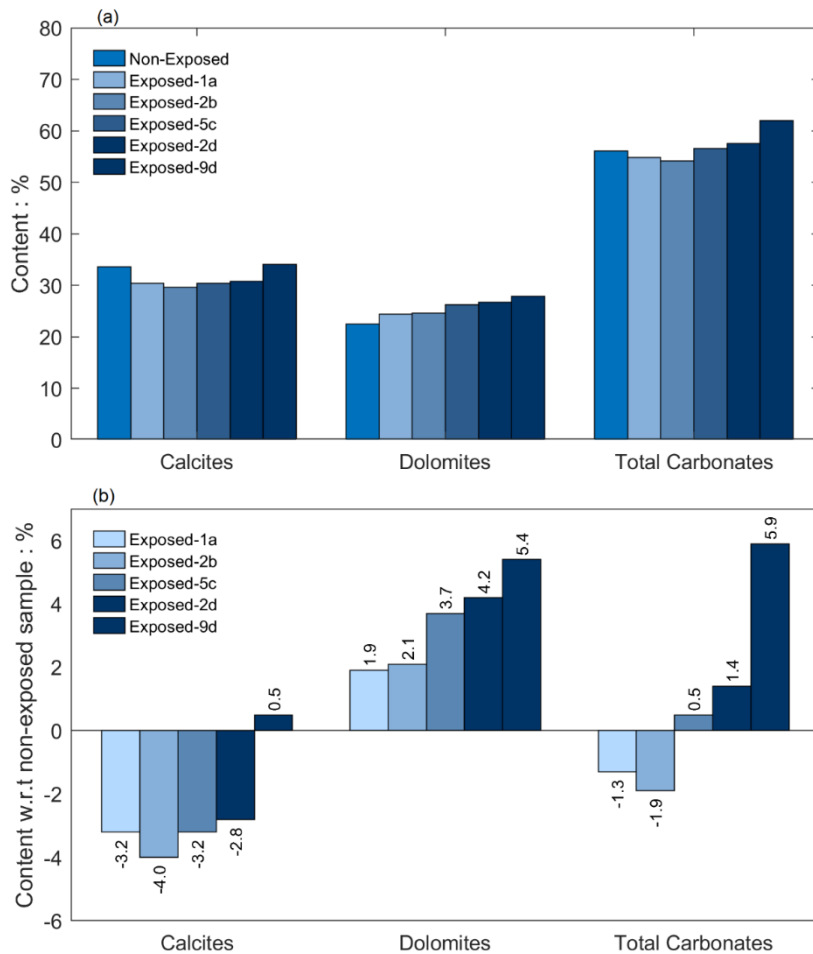 (a)
Content : %
80
70
60
50
40
30
20
10
0
Non-Exposed
Exposed-1a
Exposed-2b
Exposed-5c
Exposed-2d
Exposed-9d
Calcites Dolomites Total Carbonates
(b)
Content w.r.t non-exposed sample : %
6
4
2
0
-2
-4
-6
Exposed-1a
Exposed-2b
Exposed-5c
Exposed-2d
Exposed-9d
-3.2 -4.0 -3.2 -2.8 0.5
1.9 2.1 3.7 4.2 5.4
-1.3 -1.9 0.5 1.4 5.9
Calcites Dolomites Total Carbonates